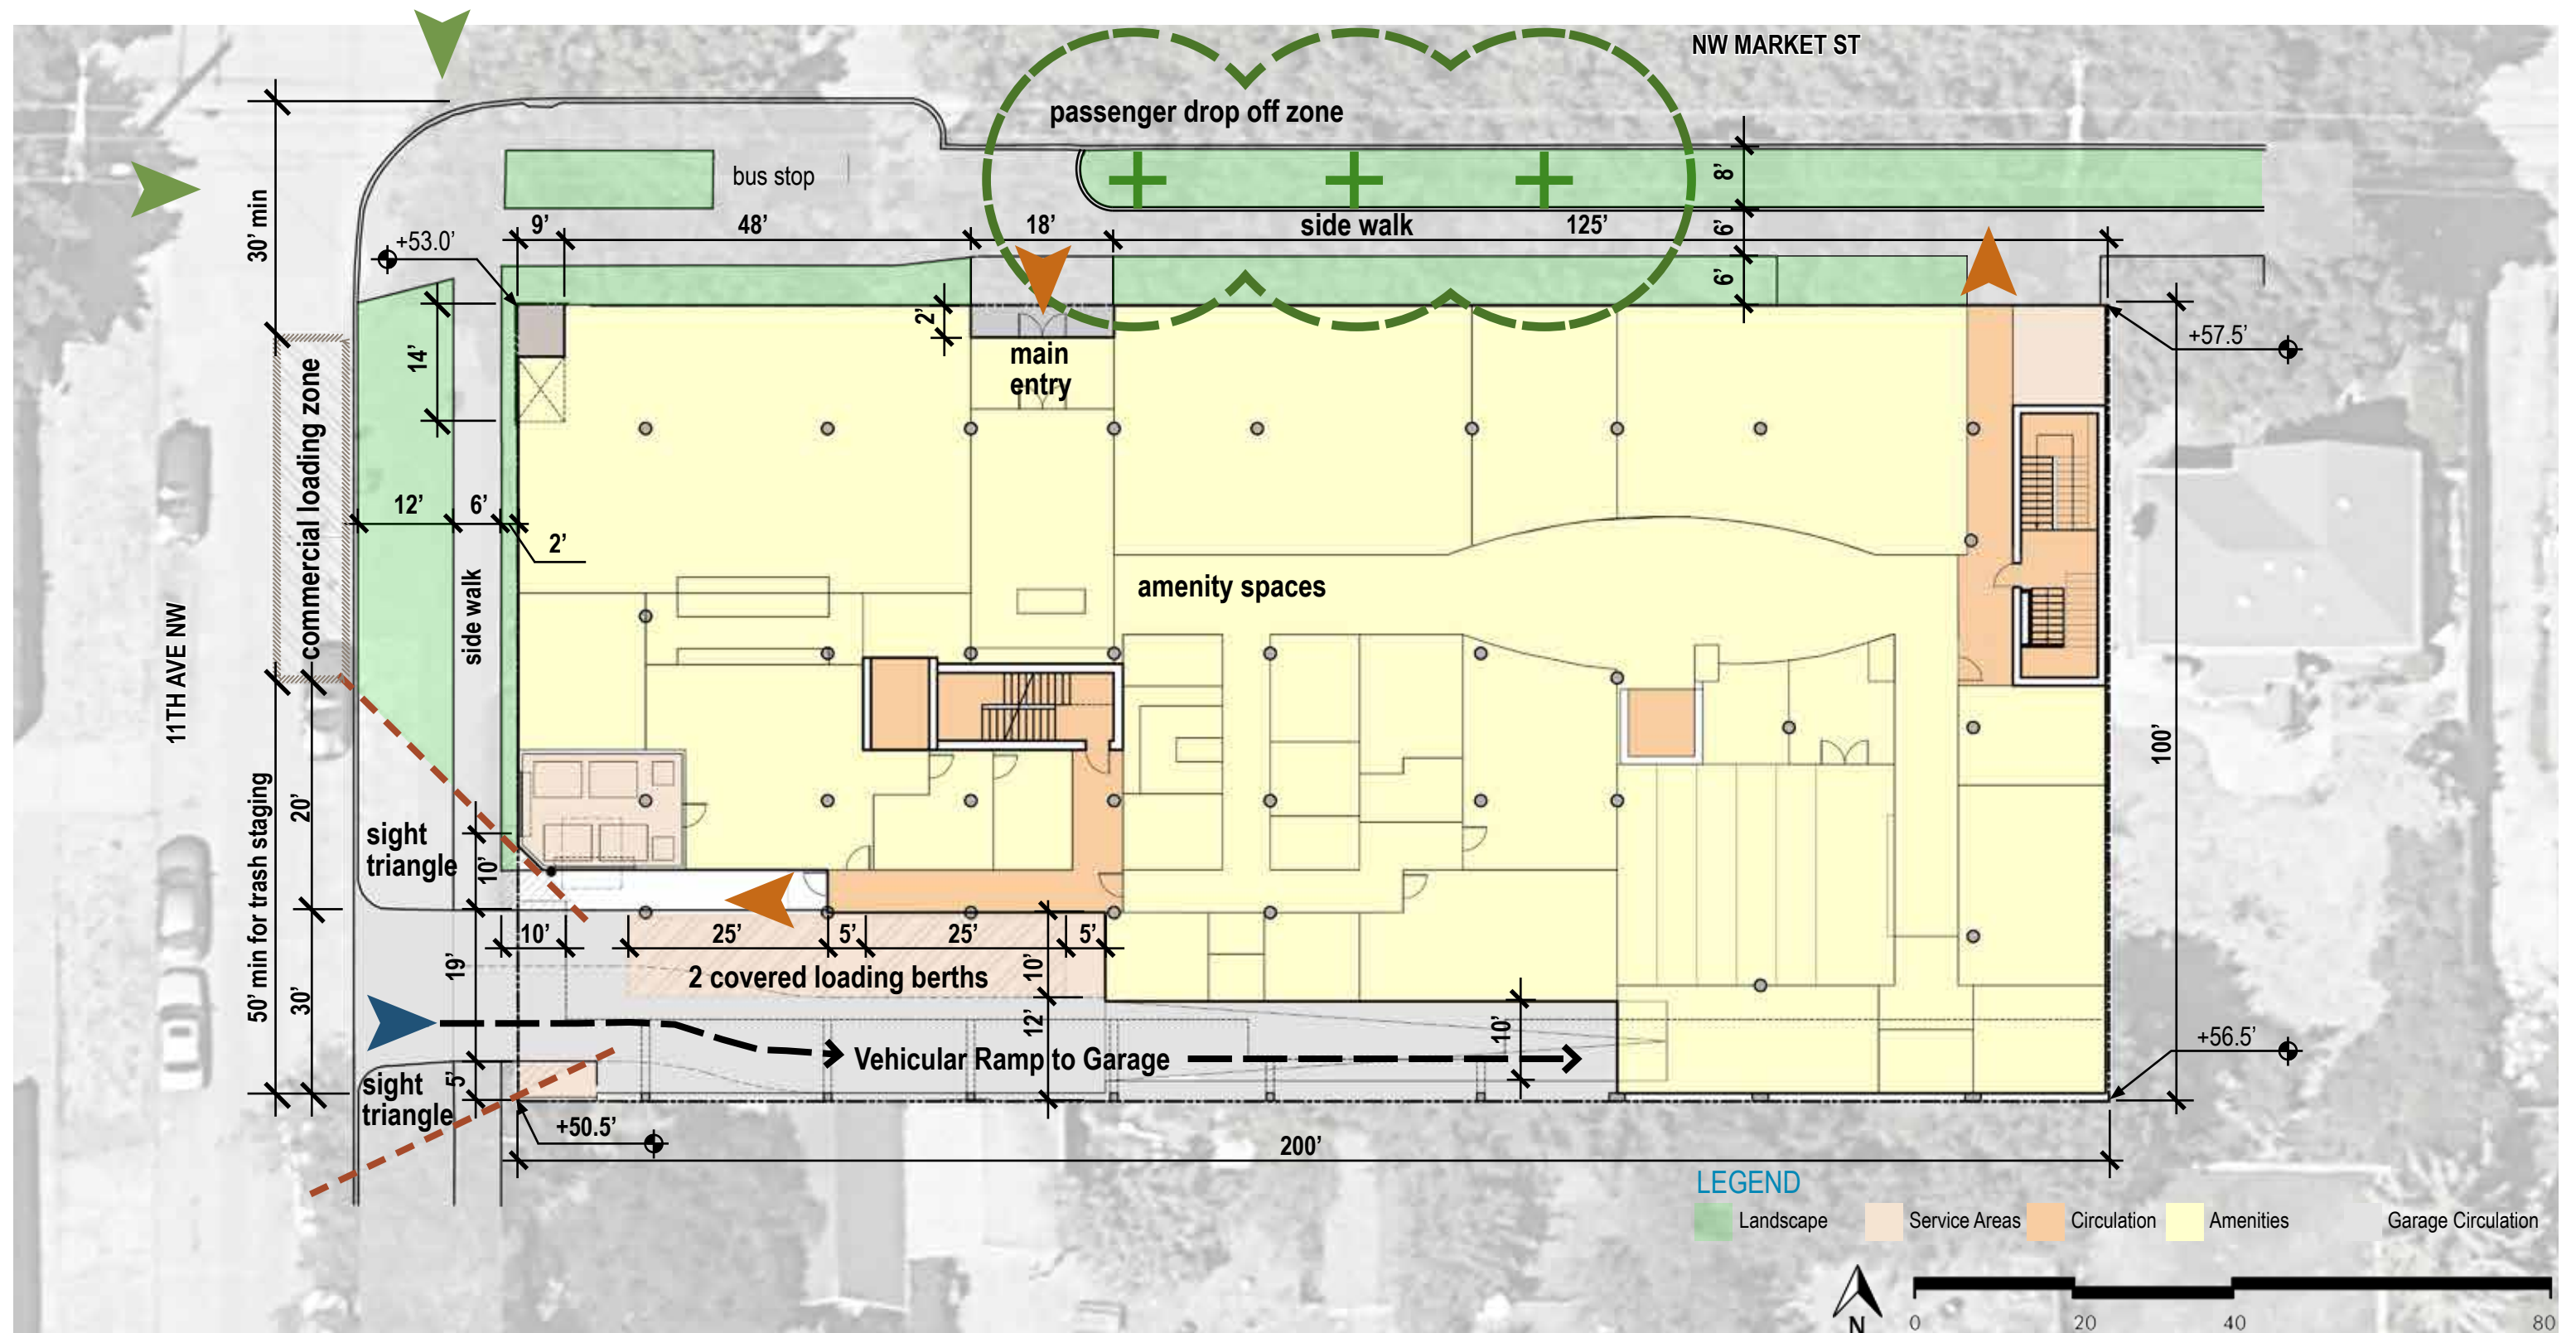 NW MARKET ST
passenger drop off zone
bus stop
8'
30' min
9'
48'
18'
side walk
125'
6'
+53.0'
6'
2'
14'
main
entry
+57.5'
commercial loading zone
12'
6'
2'
side walk
amenity spaces
11TH AVE NW
100'
50' min for trash staging
20'
sight
triangle
10'
10'
25'
5'
25'
5'
19'
2 covered loading berths
10'
30'
12'
10'
Vehicular Ramp to Garage
+56.5'
sight
triangle
5'
+50.5'
200'
LEGEND
Landscape
Service Areas
Circulation
Amenities
Garage Circulation
N
0
20
40
80